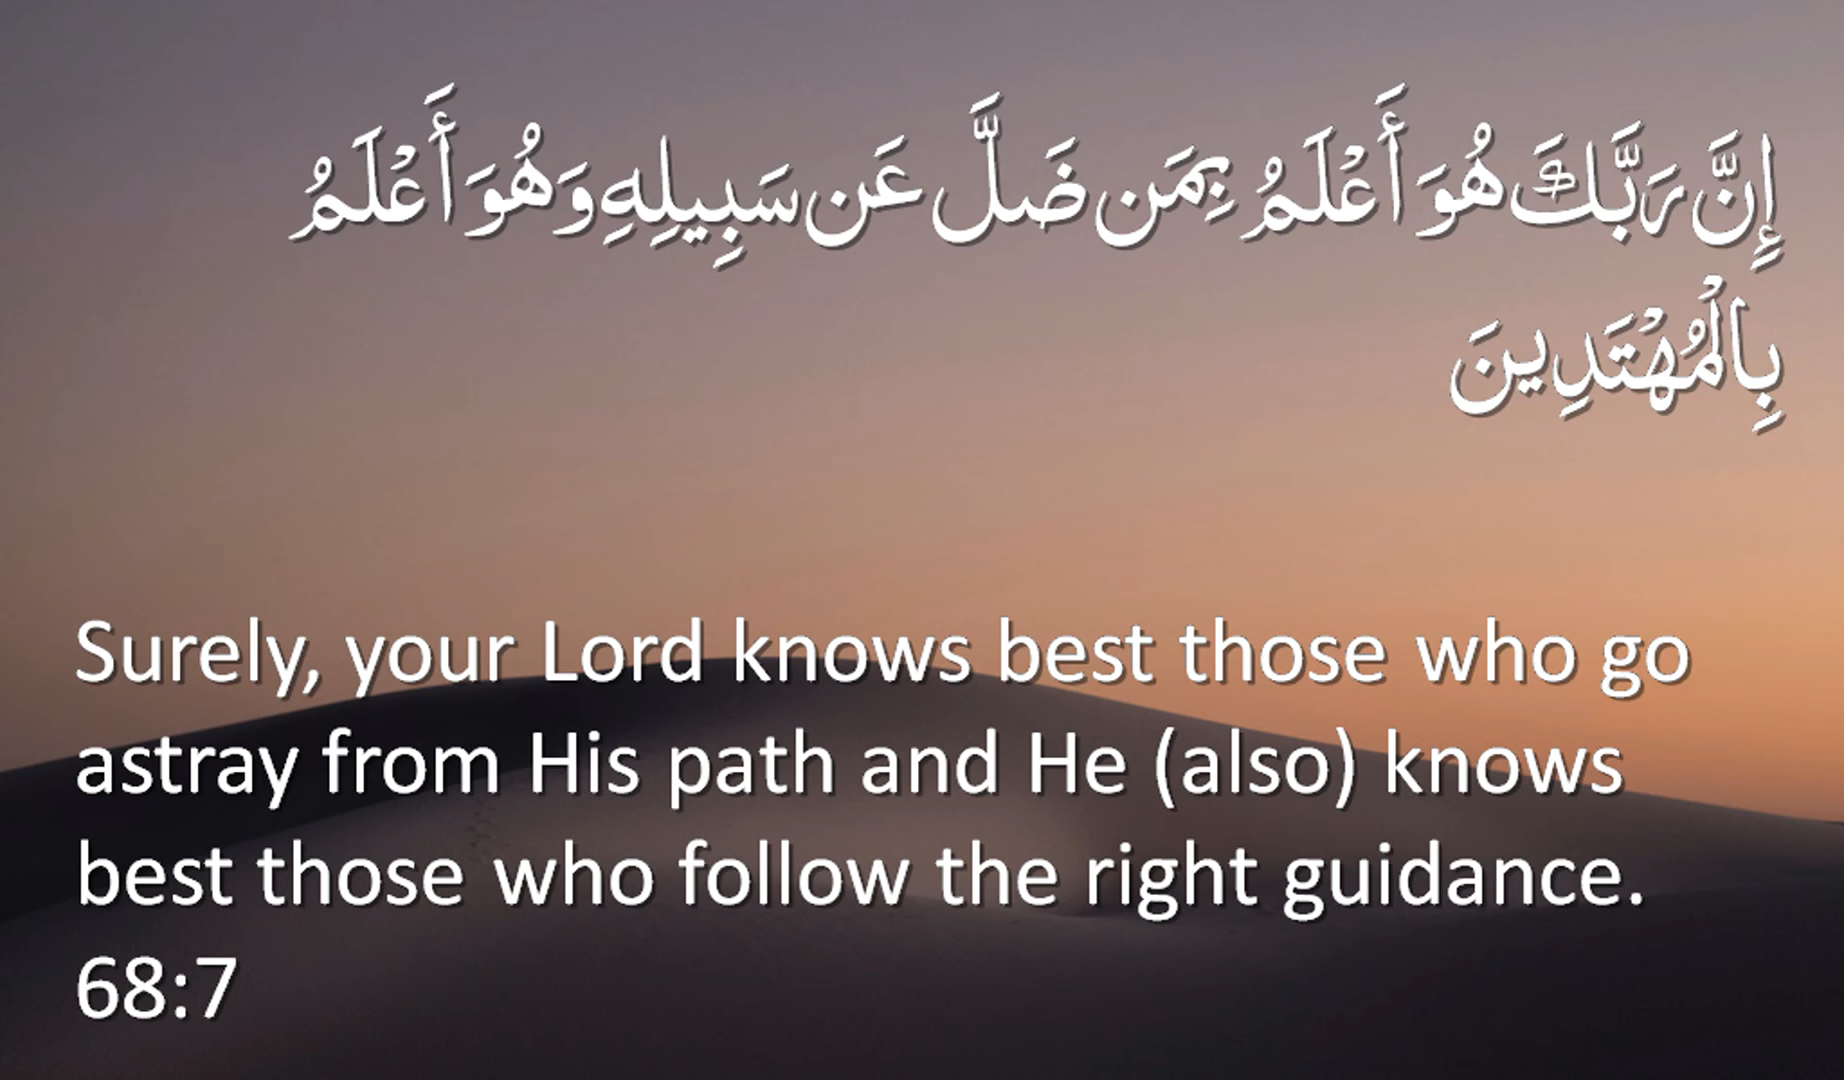 إِنَّ رَبَّكَ هُوَ أَعْلَمُ بِمَن ضَلَّ عَن سَبِيلِهِ وَهُوَ أَعْلَمُ
بِالْمُهْتَدِينَ
Surely, your Lord knows best those who go
astray from His path and He (also) knows
best those who follow the right guidance.
68:7